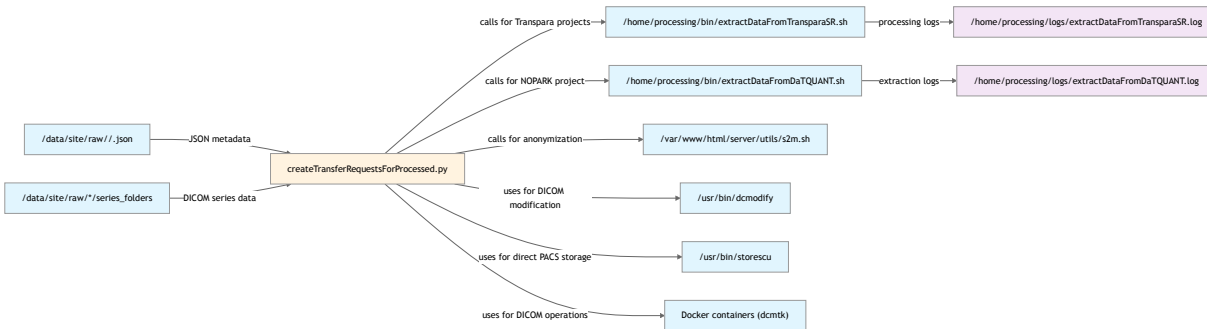 calls for Transpara projects
/home/processing/bin/extractDataFromTransparaSR.sh
processing logs
/home/processing/logs/extractDataFromTransparaSR.log
calls for NOPARK project
/home/processing/bin/extractDataFromDaTQUANT.sh
extraction logs
/home/processing/logs/extractDataFromDaTQUANT.log
/data/site/raw//.json
JSON metadata
calls for anonymization
/var/www/html/server/utils/s2m.sh
createTransferRequestsForProcessed.py
/data/site/raw/*/series_folders
DICOM series data
uses for DICOM
modification
/usr/bin/dcmodify
uses for direct PACS storage
/usr/bin/storescu
uses for DICOM operations
Docker containers (dcmtk)